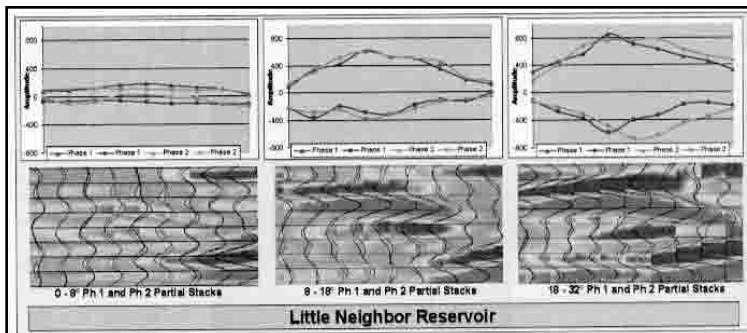 800 800 800
400 400 400
Amplitude Amplitude Amplitude
0 0 0
-400 -400 -400
-800 -800 -800
Phase 1 Phase 1 Phase 2 Phase 2
Phase 1 Phase 1 Phase 2 Phase 2
Phase 1 Phase 1 Phase 2 Phase 2
0 - 8° Ph 1 and Ph 2 Partial Stacks
8 - 18° Ph 1 and Ph 2 Partial Stacks
18 - 32° Ph 1 and Ph 2 Partial Stacks
Little Neighbor Reservoir